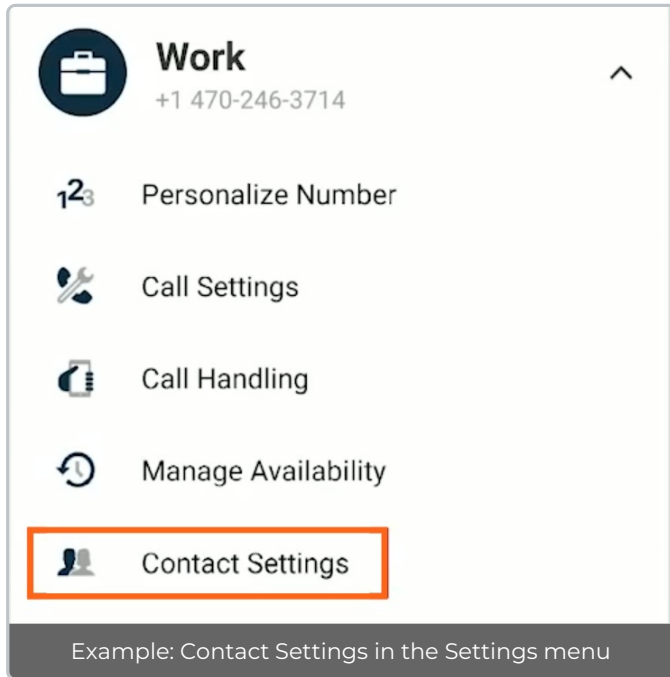 Work
+1 470-246-3714
123 Personalize Number
Call Settings
Call Handling
Manage Availability
Contact Settings
Example: Contact Settings in the Settings menu